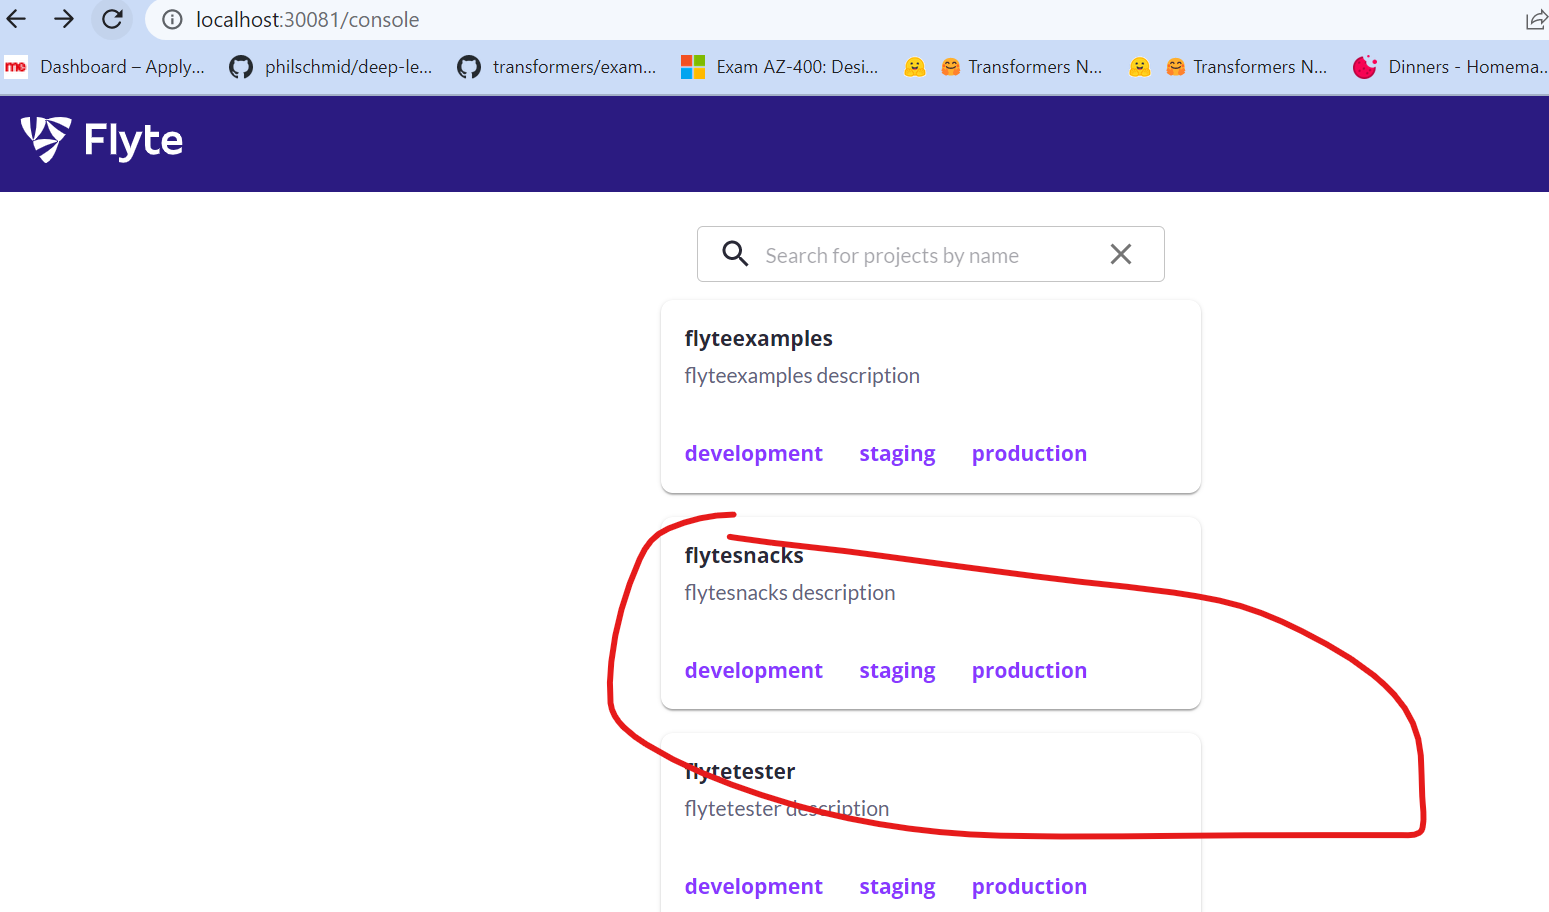 localhost:30081/console
me Dashboard – Apply... philschmid/deep-le... transformers/exam... Exam AZ-400: Desi... Transformers N... Transformers N... Dinners - Homema...
Flyte
Search for projects by name
flyteexamples
flyteexamples description
development staging production
flytesnacks
flytesnacks description
development staging production
flytetester
flytetester description
development staging production